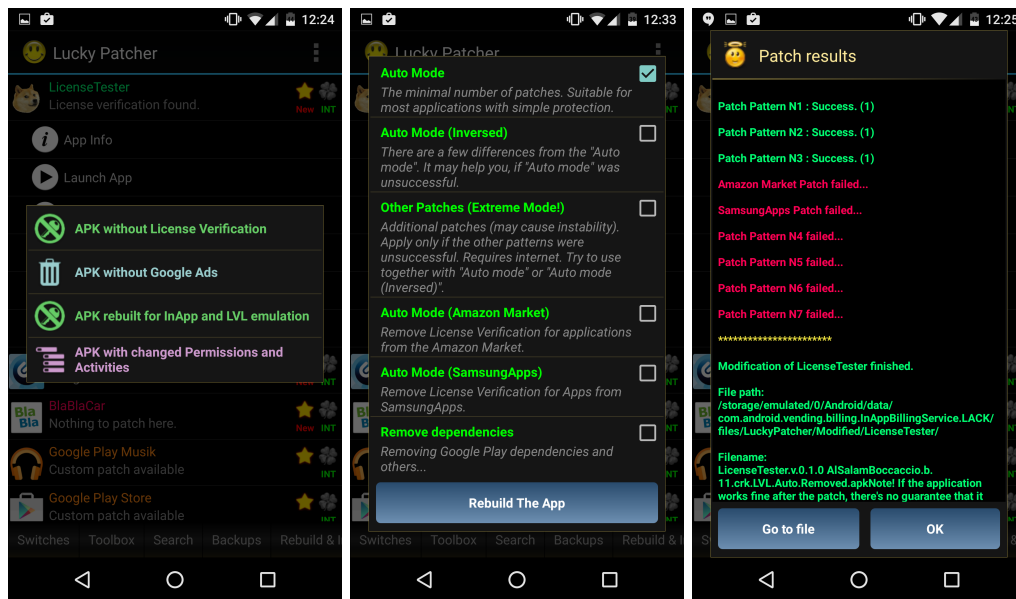 12:24
Lucky Patcher
LicenseTester
License verification found.
New INT
App Info
Launch App
APK without License Verification
APK without Google Ads
APK rebuilt for InApp and LVL emulation
APK with changed Permissions and
Activities
INT
Bla
Bla
BlaBlaCar
Nothing to patch here.
New INT
Google Play Musik
Custom patch available
INT
Google Play Store
Custom patch available
INT
Switches Toolbox Search Backups Rebuild & I
12:33
Lucky Patcher
Auto Mode
The minimal number of patches. Suitable for
most applications with simple protection.
Auto Mode (Inversed)
There are a few differences from the "Auto
mode". It may help you, if "Auto mode" was
unsuccessful.
Other Patches (Extreme Mode!)
Additional patches (may cause instability).
Apply only if the other patterns were
unsuccessful. Requires internet. Try to use
together with "Auto mode" or "Auto mode
(Inversed)".
Auto Mode (Amazon Market)
Remove License Verification for applications
from the Amazon Market.
Auto Mode (SamsungApps)
Remove License Verification for Apps from
SamsungApps.
Remove dependencies
Removing Google Play dependencies and
others...
Rebuild The App
Switches Toolbox Search Backups Rebuild & I
12:25
Patch results
Patch Pattern N1 : Success. (1)
Patch Pattern N2 : Success. (1)
Patch Pattern N3 : Success. (1)
Amazon Market Patch failed...
SamsungApps Patch failed...
Patch Pattern N4 failed...
Patch Pattern N5 failed...
Patch Pattern N6 failed...
Patch Pattern N7 failed...
***********************
Modification of LicenseTester finished.
File path:
/storage/emulated/0/Android/data/
com.android.vending.billing.InAppBillingService.LACK/
files/LuckyPatcher/Modified/LicenseTester/
Filename:
LicenseTester.v.0.1.0 AlSalamBoccaccio.b.
11.crk.LVL.Auto.Removed.apkNote! If the application
works fine after the patch, there's no guarantee that it
Go to file
OK